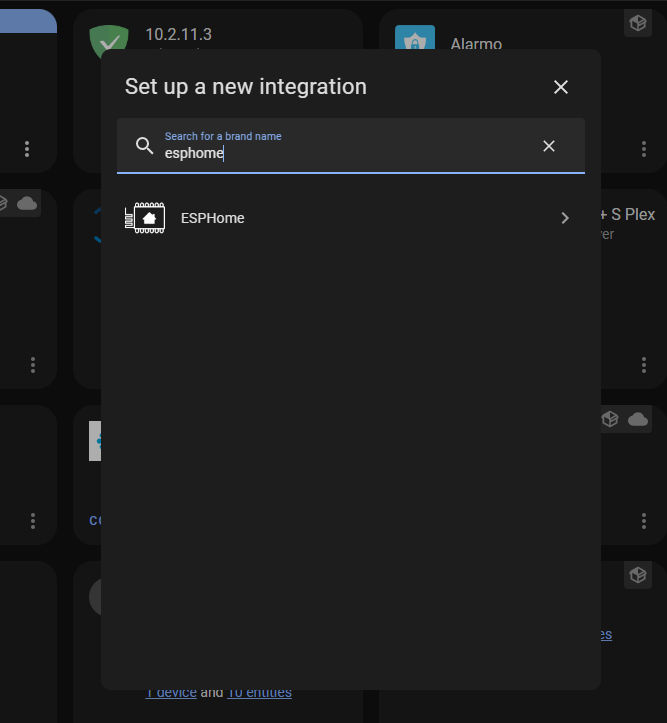 10.2.11.3
Alarmo
Set up a new integration
Search for a brand name
esphome
ESPHome
+ S Plex
er
CO
es
1 device and 10 entities